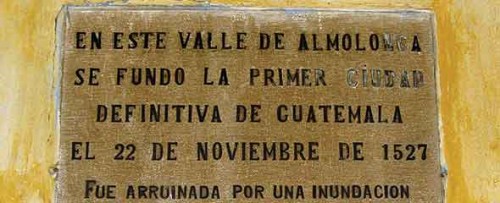 EN ESTE VALLE DE ALMOLONGA
SE FUNDO LA PRIMER CIUDAD
DEFINITIVA DE GUATEMALA
EL 22 DE NOVIEMBRE DE 1527
FUE ARRUINADA POR UNA INUNDACION